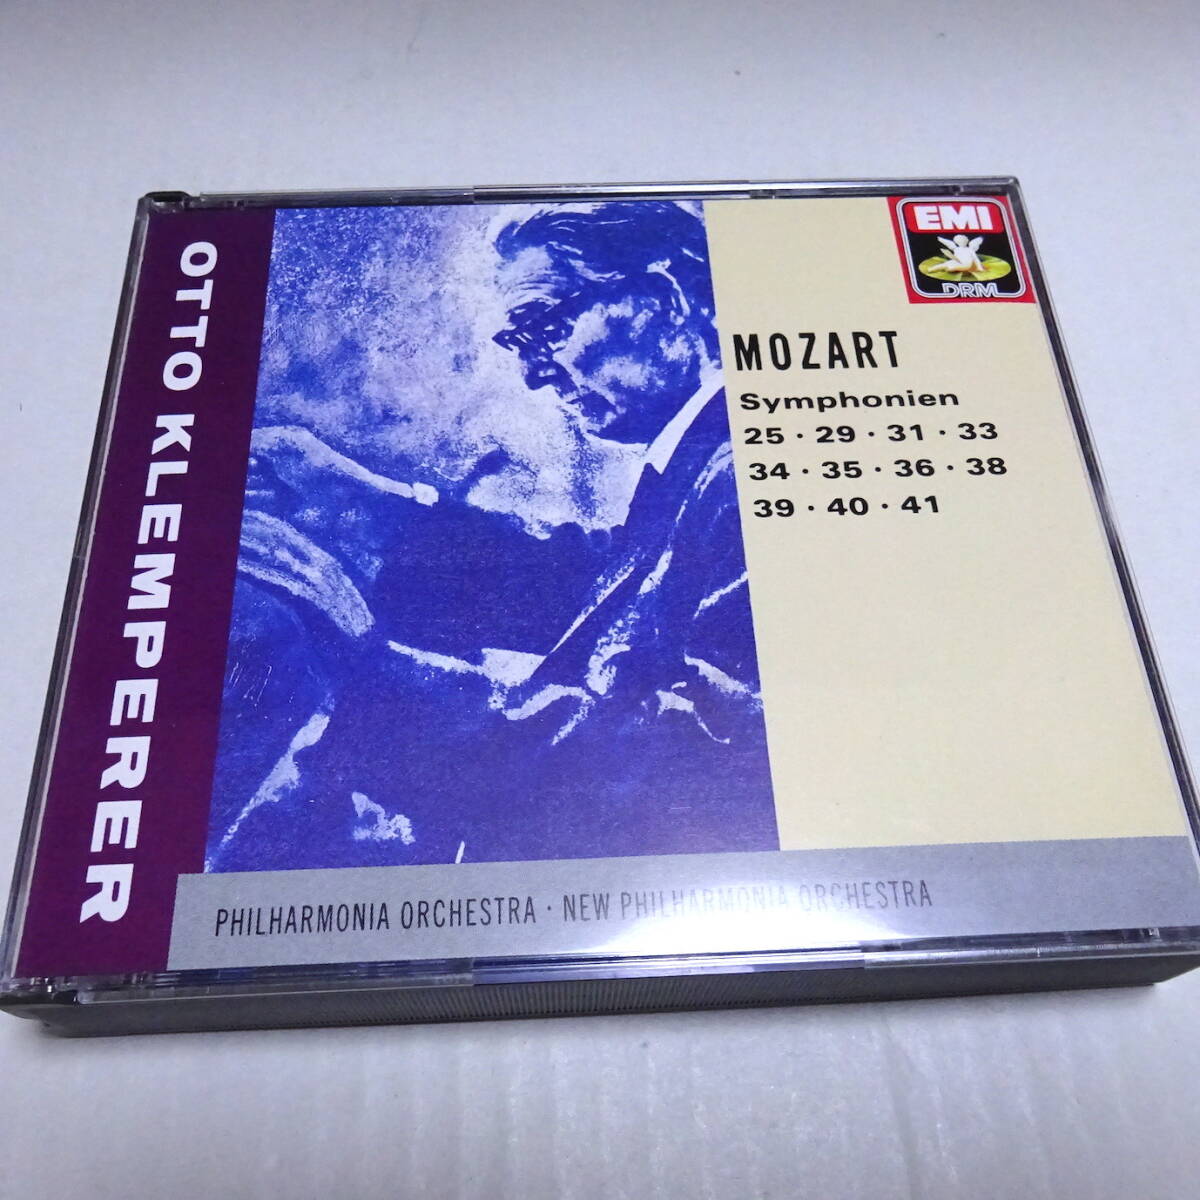 OTTO KLEMPERER
EMI
DRM
MOZART
Symphonien
25 · 29 · 31 · 33
34 · 35 · 36 · 38
39 · 40 · 41
PHILHARMONIA ORCHESTRA · NEW PHILHARMONIA ORCHESTRA